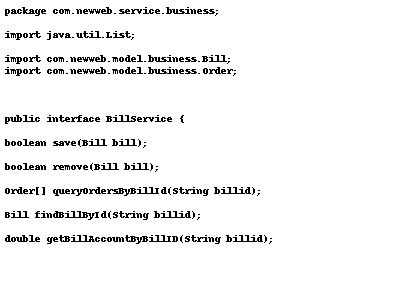 package com.newweb.service.business;
import java.util.List;
import com.newweb.model.business.Bill;
import com.newweb.model.business.Order;
public interface BillService {
boolean save(Bill bill);
boolean remove(Bill bill);
Order[] queryOrdersByBillId(String billid);
Bill findBillById(String billid);
double getBillAccountByBillID(String billid);